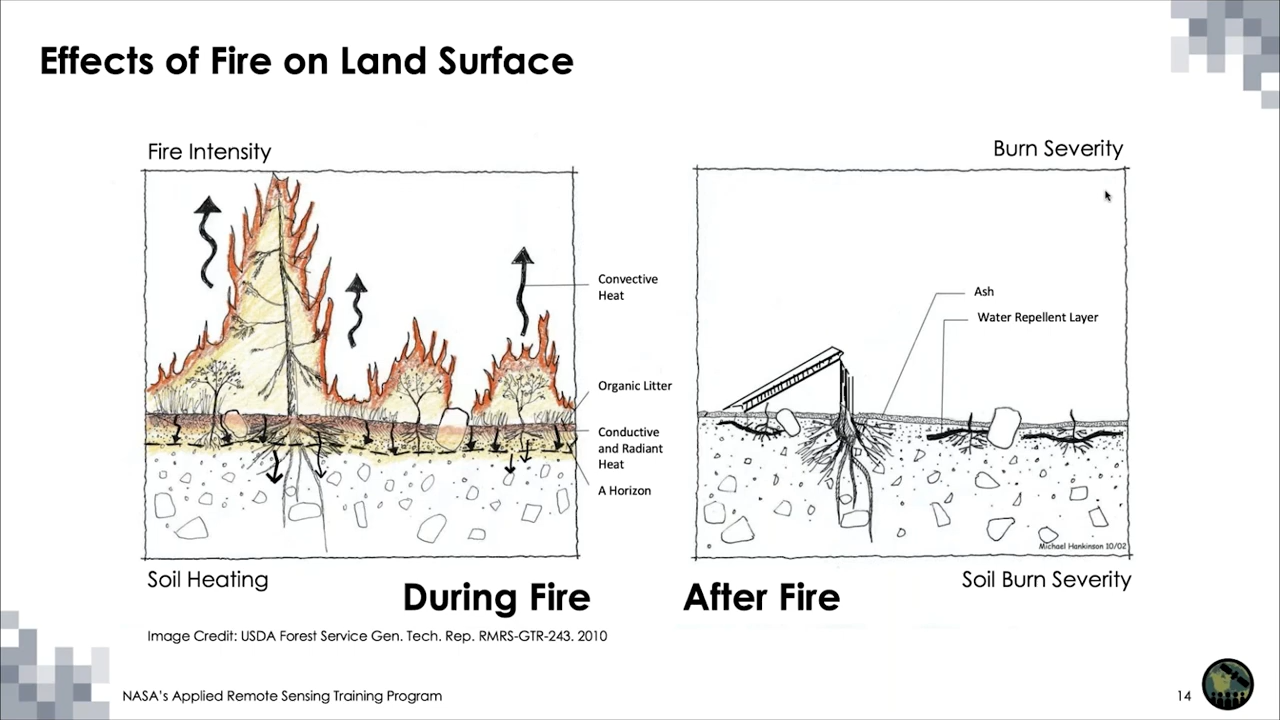 Effects of Fire on Land Surface
Fire Intensity
Burn Severity
Convective
Heat
Organic Litter
Conductive
and Radiant
Heat
A Horizon
Ash
Water Repellent Layer
Michael Hankinson 10/02
Soil Heating
Soil Burn Severity
During Fire
After Fire
Image Credit: USDA Forest Service Gen. Tech. Rep. RMRS-GTR-243. 2010
NASA's Applied Remote Sensing Training Program
14